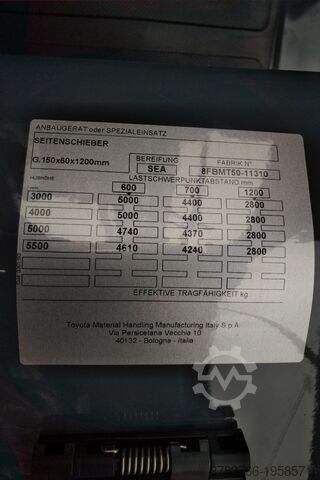 ANBAUGERÄT oder SPEZIALEINSATZ
SEITENSCHIEBER
G.150x60x1200mm
BEREIFUNG FABRIK N°
SEA 8FBMT50-11310
HUBHÖHE mm LASTSCHWERPUNKTABSTAND mm
600 700 1200
3000 5000 4400 2800
4000 5000 4400 2800
5000 4740 4370 2800
5500 4610 4240 2800
EFFEKTIVE TRAGFÄHIGKEIT kg
Toyota Material Handling Manufacturing Italy S.p.A.
Via Persicetana Vecchia 10
40132 - Bologna - Italia